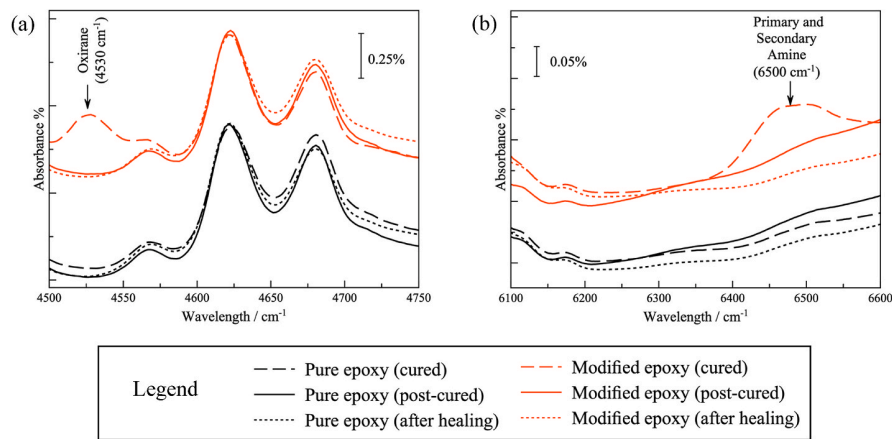 (a)
Oxirane
(4530 cm⁻¹)
0.25%
Absorbance %
4500 4550 4600 4650 4700 4750
Wavelength / cm⁻¹
(b)
Primary and
Secondary
Amine
(6500 cm⁻¹)
0.05%
Absorbance %
6100 6200 6300 6400 6500 6600
Wavelength / cm⁻¹
Legend
Pure epoxy (cured)
Pure epoxy (post-cured)
Pure epoxy (after healing)
Modified epoxy (cured)
Modified epoxy (post-cured)
Modified epoxy (after healing)